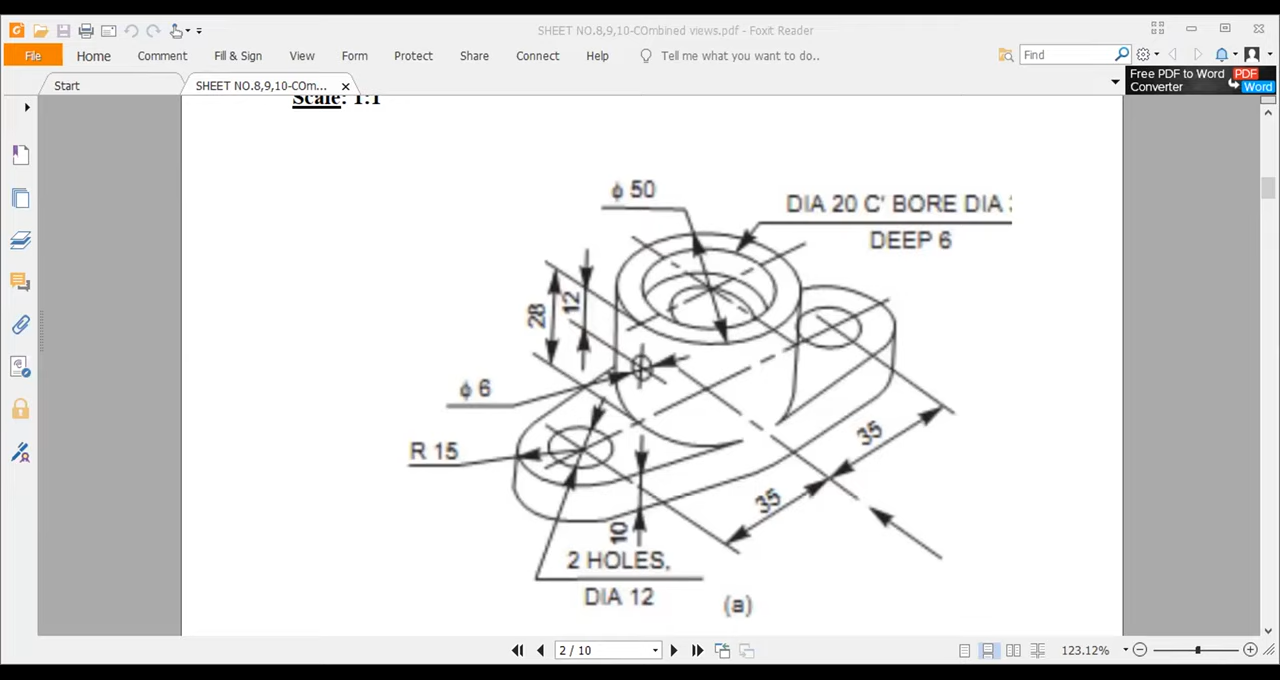 SHEET NO.8,9,10-COmbined views.pdf - Foxit Reader
File Home Comment Fill & Sign View Form Protect Share Connect Help Tell me what you want to do.. Find
Start SHEET NO.8,9,10-COm...
Free PDF to Word
Converter
PDF
Word
Scale: 1:1
ϕ 50
DIA 20 C' BORE DIA
DEEP 6
28
12
ϕ 6
R 15
35
35
10
2 HOLES,
DIA 12
(a)
2 / 10
123.12%